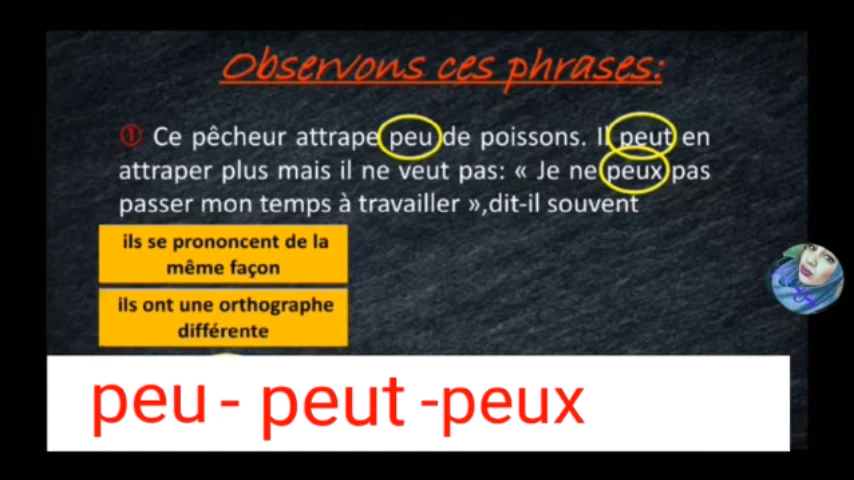 Observons ces phrases:
① Ce pêcheur attrape peu de poissons. Il peut en
attraper plus mais il ne veut pas: « Je ne peux pas
passer mon temps à travailler »,dit-il souvent
ils se prononcent de la
même façon
ils ont une orthographe
différente
peu - peut -peux